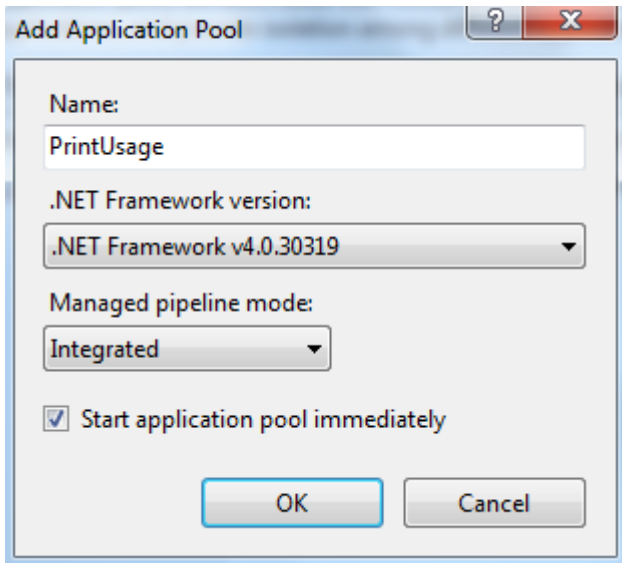 Add Application Pool
?
Name:
PrintUsage
.NET Framework version:
.NET Framework v4.0.30319
Managed pipeline mode:
Integrated
Start application pool immediately
OK Cancel